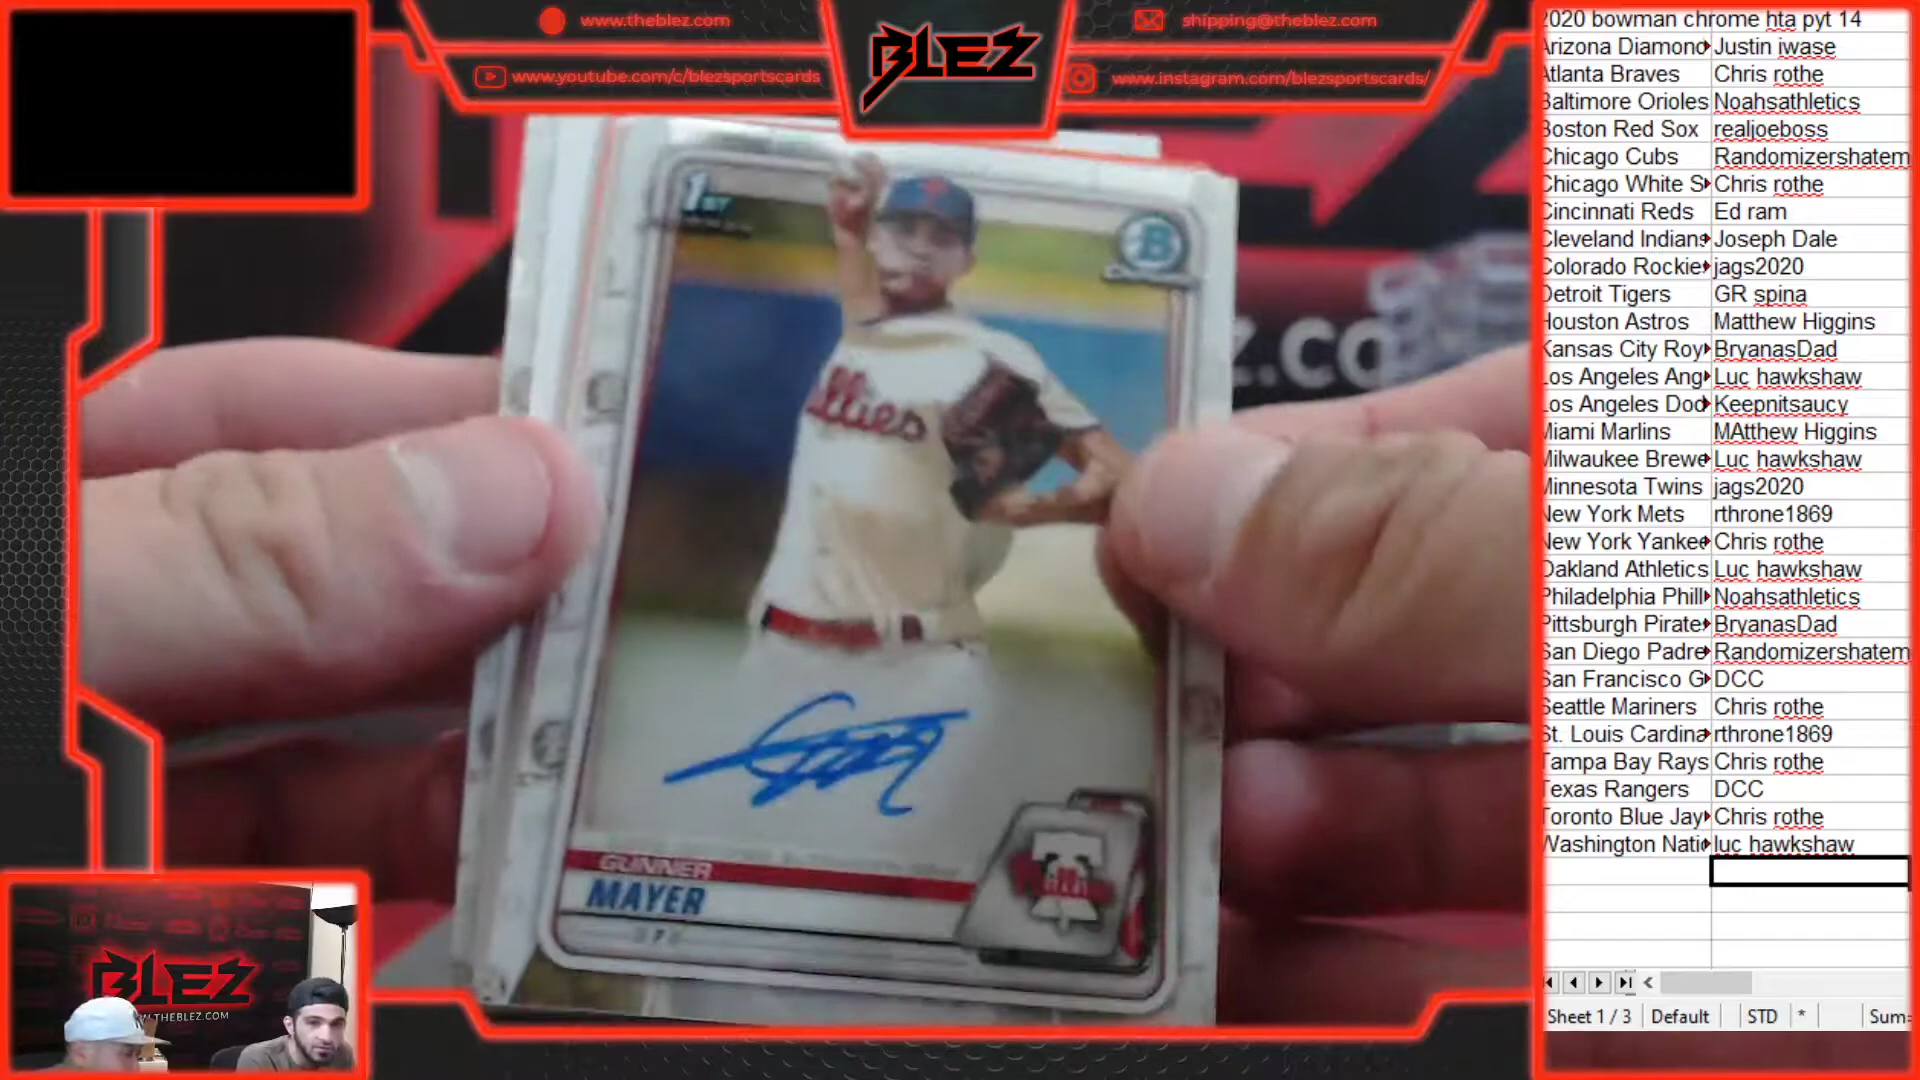 www.theblez.com
www.youtube.com/c/blezsportscards
BLEZ
shipping@theblez.com
www.instagram.com/blezsportscards/
1ST
B
Phillies
Z.CO
GUNNER
MAYER
P
BLEZ
WWW.THEBLEZ.COM
2020 bowman chrome hta pyt 14
Arizona Diamond Justin iwase
Atlanta Braves Chris rothe
Baltimore Orioles Noahsathletics
Boston Red Sox realjoeboss
Chicago Cubs Randomizershatem
Chicago White S Chris rothe
Cincinnati Reds Ed ram
Cleveland Indians Joseph Dale
Colorado Rockie jags2020
Detroit Tigers GR spina
Houston Astros Matthew Higgins
Kansas City Roy BryanasDad
Los Angeles Ang Luc hawkshaw
Los Angeles Dod Keepnitsaucy
Miami Marlins MAtthew Higgins
Milwaukee Brewe Luc hawkshaw
Minnesota Twins jags2020
New York Mets rthrone1869
New York Yankee Chris rothe
Oakland Athletics Luc hawkshaw
Philadelphia Phill Noahsathletics
Pittsburgh Pirate BryanasDad
San Diego Padre Randomizershatem
San Francisco G DCC
Seattle Mariners Chris rothe
St. Louis Cardina rthrone1869
Tampa Bay Rays Chris rothe
Texas Rangers DCC
Toronto Blue Jay Chris rothe
Washington Natio luc hawkshaw
Sheet 1 / 3 Default STD * Sum=